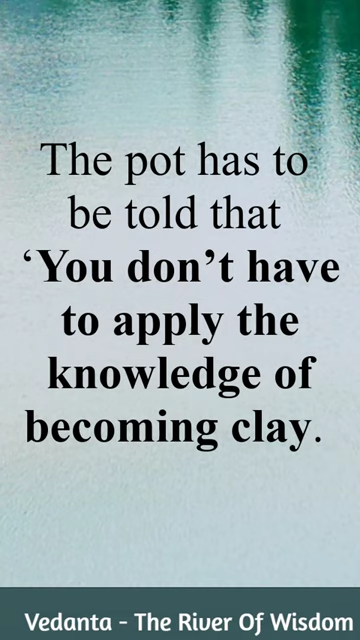 The pot has to
be told that
‘You don’t have
to apply the
knowledge of
becoming clay.
Vedanta - The River Of Wisdom